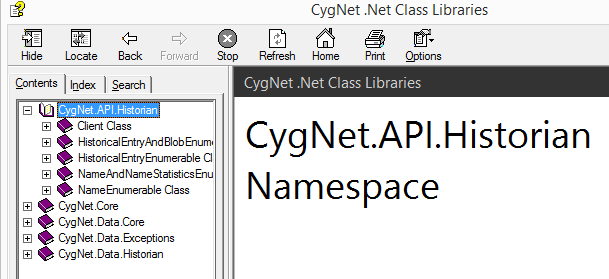 CygNet .Net Class Libraries
Hide Locate Back Forward Stop Refresh Home Print Options
Contents Index Search
CygNet .Net Class Libraries
CygNet.API.Historian
Client Class
HistoricalEntryAndBlobEnume
HistoricalEntryEnumerable Cl
NameAndNameStatisticsEnu
NameEnumerable Class
CygNet.Core
CygNet.Data.Core
CygNet.Data.Exceptions
CygNet.Data.Historian
CygNet.API.Historian
Namespace